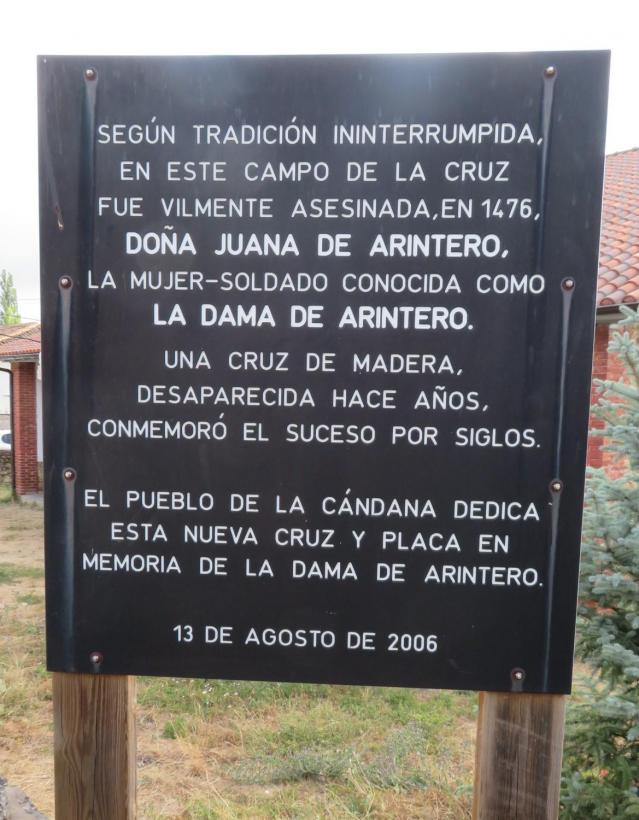 SEGÚN TRADICIÓN ININTERRUMPIDA,
EN ESTE CAMPO DE LA CRUZ
FUE VILMENTE ASESINADA, EN 1476,
DOÑA JUANA DE ARINTERO,
LA MUJER-SOLDADO CONOCIDA COMO
LA DAMA DE ARINTERO.
UNA CRUZ DE MADERA,
DESAPARECIDA HACE AÑOS,
CONMEMORÓ EL SUCESO POR SIGLOS.
EL PUEBLO DE LA CÁNDANA DEDICA
ESTA NUEVA CRUZ Y PLACA EN
MEMORIA DE LA DAMA DE ARINTERO.
13 DE AGOSTO DE 2006